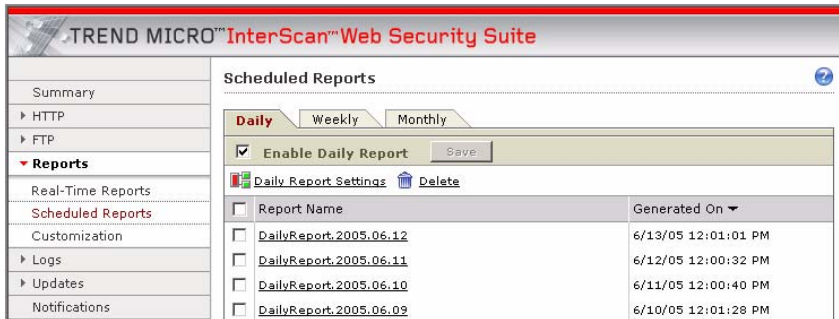 TREND MICRO™ InterScan™ Web Security Suite
Summary
HTTP
FTP
Reports
Real-Time Reports
Scheduled Reports
Customization
Logs
Updates
Notifications
Scheduled Reports
?
Daily Weekly Monthly
Enable Daily Report Save
Daily Report Settings Delete
Report Name Generated On
DailyReport.2005.06.12 6/13/05 12:01:01 PM
DailyReport.2005.06.11 6/12/05 12:00:32 PM
DailyReport.2005.06.10 6/11/05 12:00:40 PM
DailyReport.2005.06.09 6/10/05 12:01:28 PM